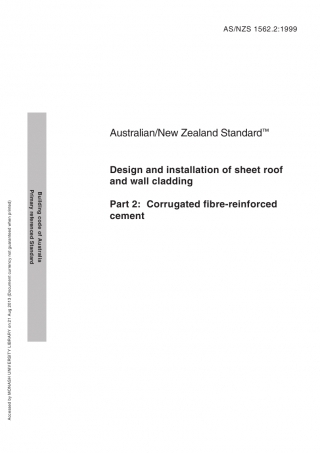 AS/NZS 1562.2:1999
Australian/New Zealand Standard™
Design and installation of sheet roof
and wall cladding
Part 2: Corrugated fibre-reinforced
cement
Building code of Australia
Primary referenced Standard
Accessed by MONASH UNIVERSITY LIBRARY on 21 Aug 2013 (Document currency not guaranteed when printed)